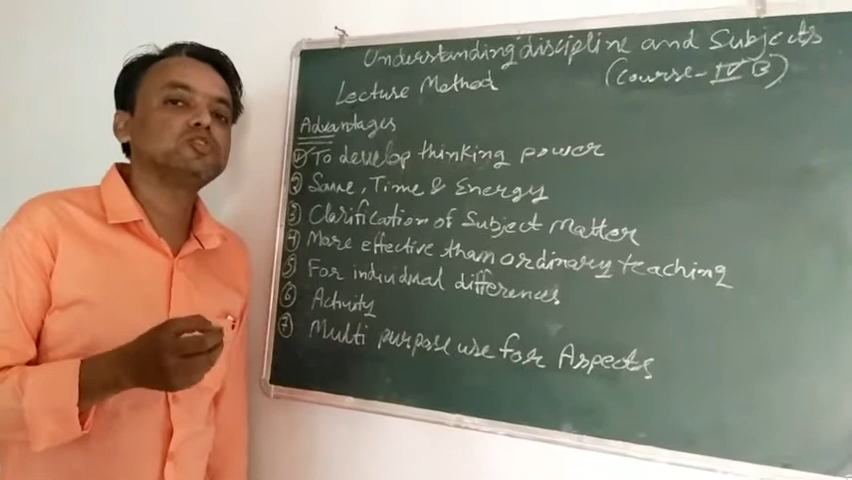 Understanding discipline and Subjects
Lecture Method (Course-IV B)
Advantages
① To develop thinking power
② Same, Time & Energy
③ Clarification of Subject Matter
④ More effective than ordinary teaching
⑤ For individual differences
⑥ Activity
⑦ Multi purpose use for Aspects